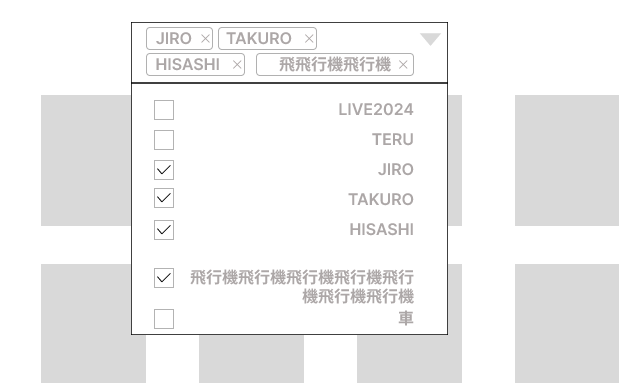 JIRO × TAKURO ×
HISASHI × 飛飛行機飛行機 ×
LIVE2024
TERU
JIRO
TAKURO
HISASHI
飛行機飛行機飛行機飛行機飛行
機飛行機飛行機
車